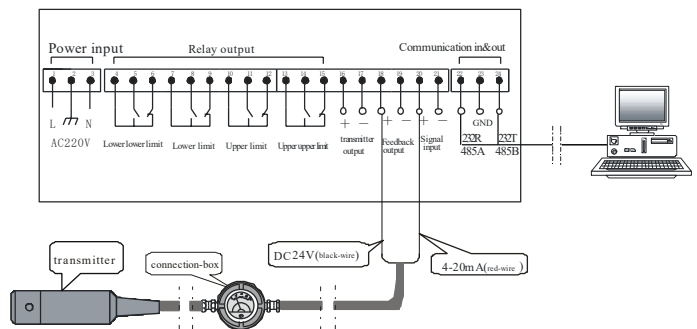 Power input
Relay output
Communication in&out
1 2 3 4 5 6 7 8 9 10 11 12 13 14 15 16 17 18 19 20 21 22 23 24
L N
AC220V
Lower lower limit
Lower limit
Upper limit
Upper upper limit
+ -
transmitter
output
+ -
Feedback
output
+ -
Signal
input
GND
232R 232T
485A 485B
transmitter
connection-box
DC24V(black-wire)
4-20mA(red-wire)